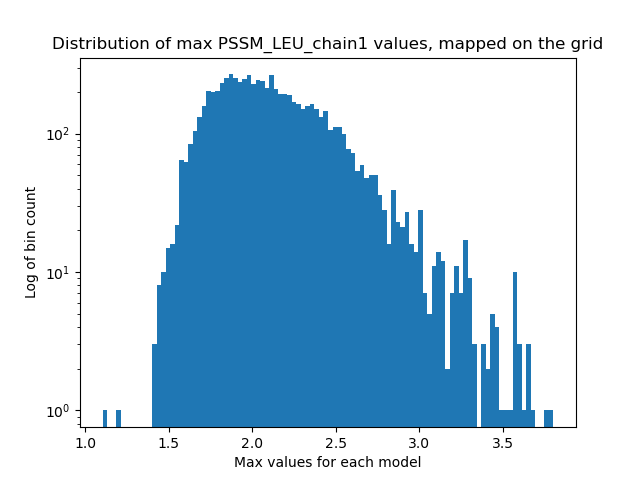 Distribution of max PSSM_LEU_chain1 values, mapped on the grid
Log of bin count
10²
10¹
10⁰
1.0 1.5 2.0 2.5 3.0 3.5
Max values for each model